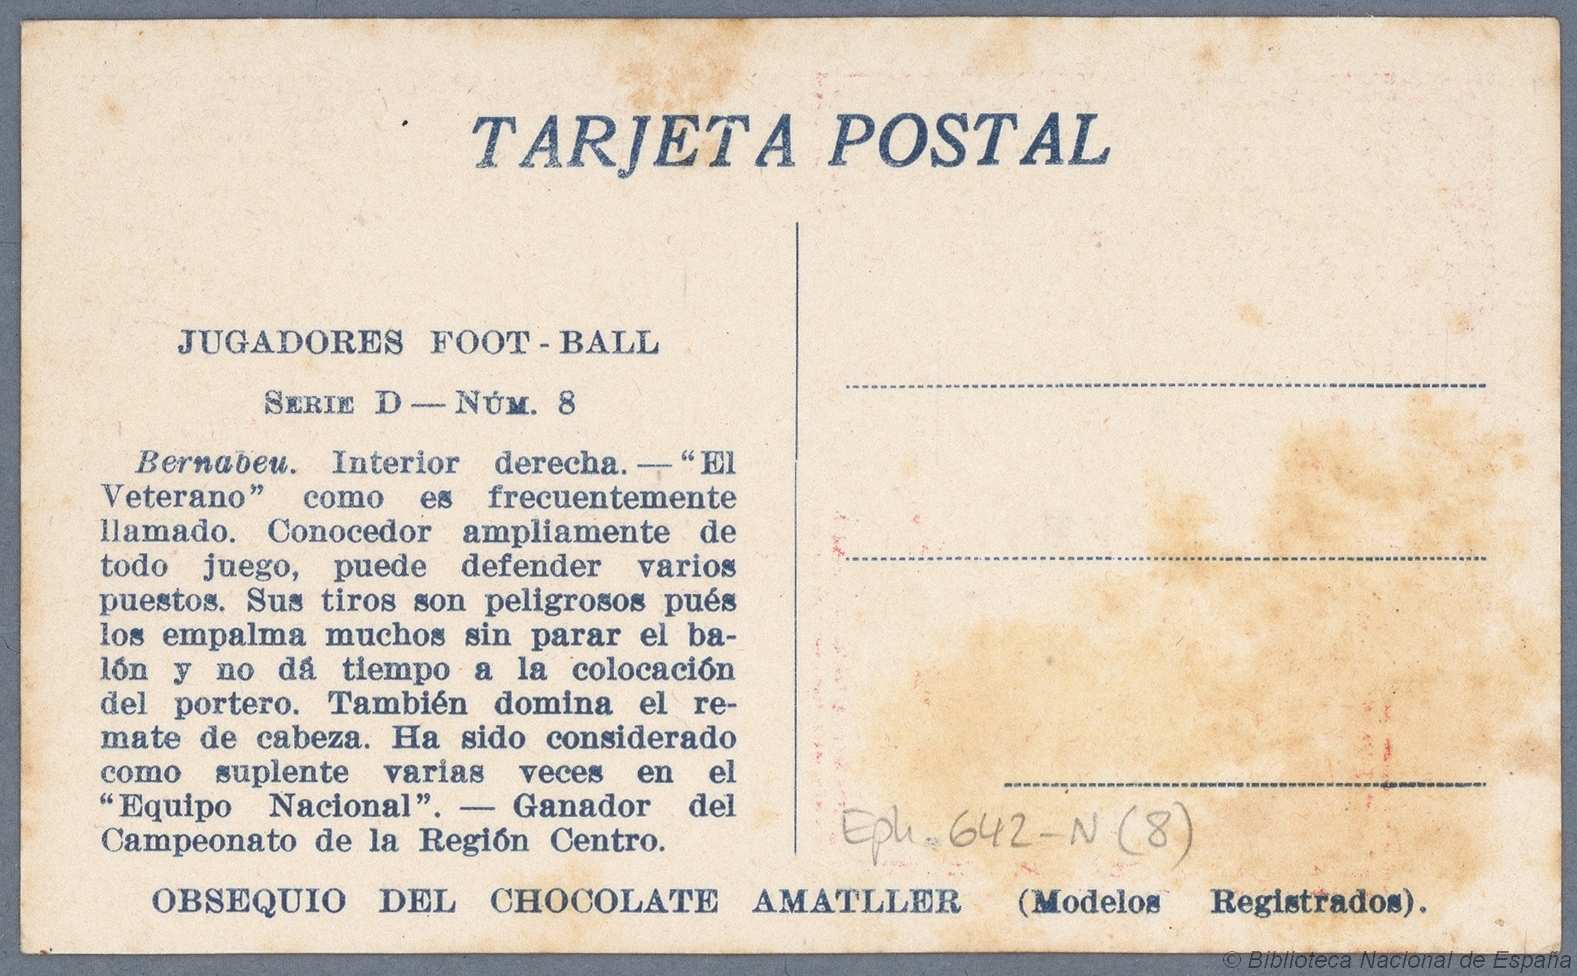 TARJETA POSTAL
JUGADORES FOOT-BALL
SERIE D — NÚM. 8
Bernabeu. Interior derecha. — “El
Veterano” como es frecuentemente
llamado. Conocedor ampliamente de
todo juego, puede defender varios
puestos. Sus tiros son peligrosos pués
los empalma muchos sin parar el ba-
lón y no dá tiempo a la colocación
del portero. También domina el re-
mate de cabeza. Ha sido considerado
como suplente varias veces en el
“Equipo Nacional”. — Ganador del
Campeonato de la Región Centro.
Eph. 642-N (8)
OBSEQUIO DEL CHOCOLATE AMATLLER (Modelos Registrados).
© Biblioteca Nacional de España